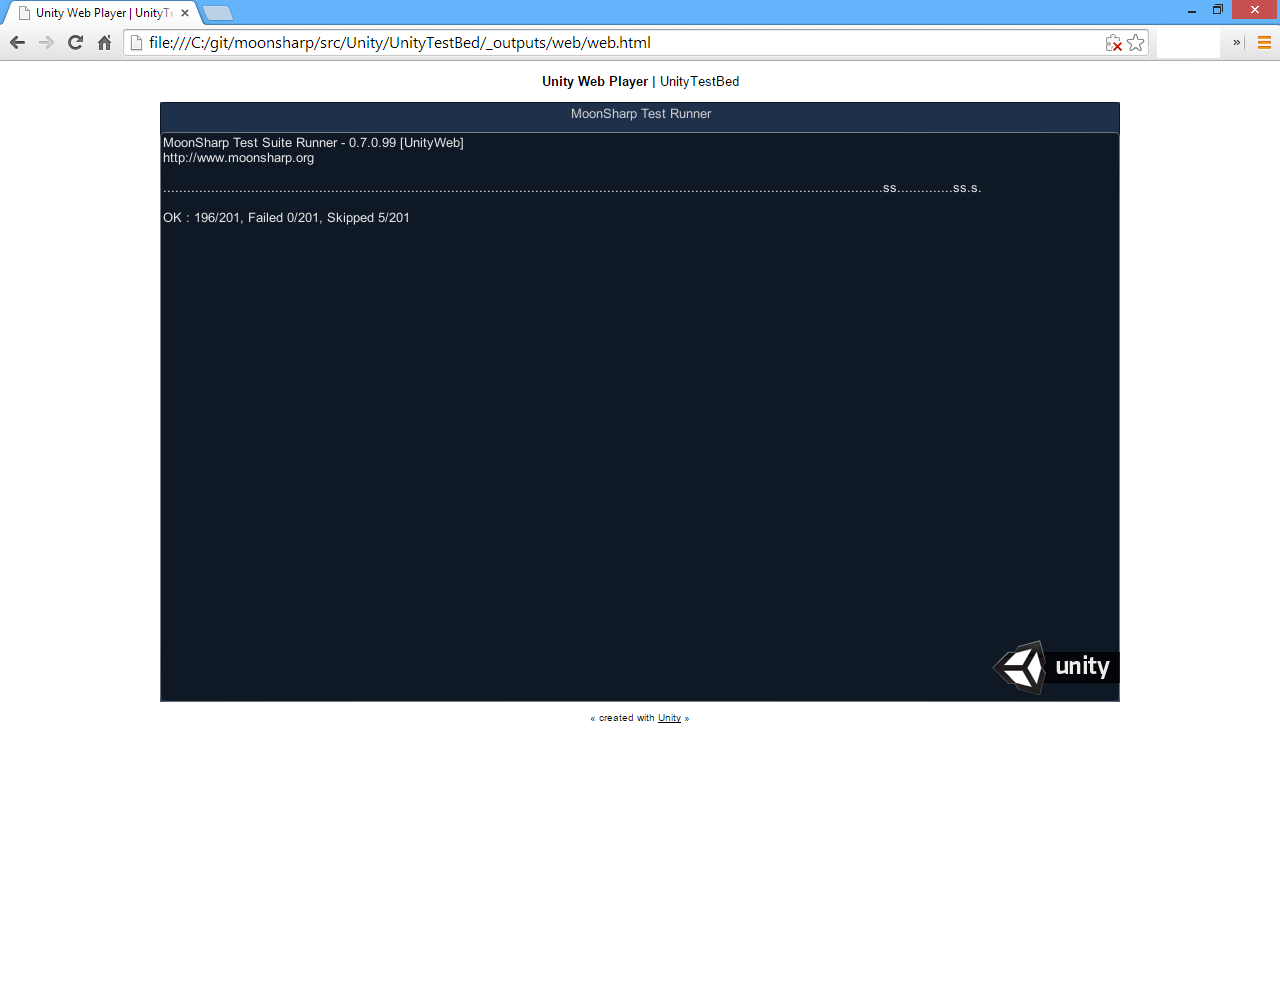 Unity Web Player | UnityTe
file:///C:/git/moonsharp/src/Unity/UnityTestBed/_outputs/web/web.html
»
Unity Web Player | UnityTestBed
MoonSharp Test Runner
MoonSharp Test Suite Runner - 0.7.0.99 [UnityWeb]
http://www.moonsharp.org
....................................................................................................................................................................................ss..............ss.s.
OK : 196/201, Failed 0/201, Skipped 5/201
unity
« created with Unity »